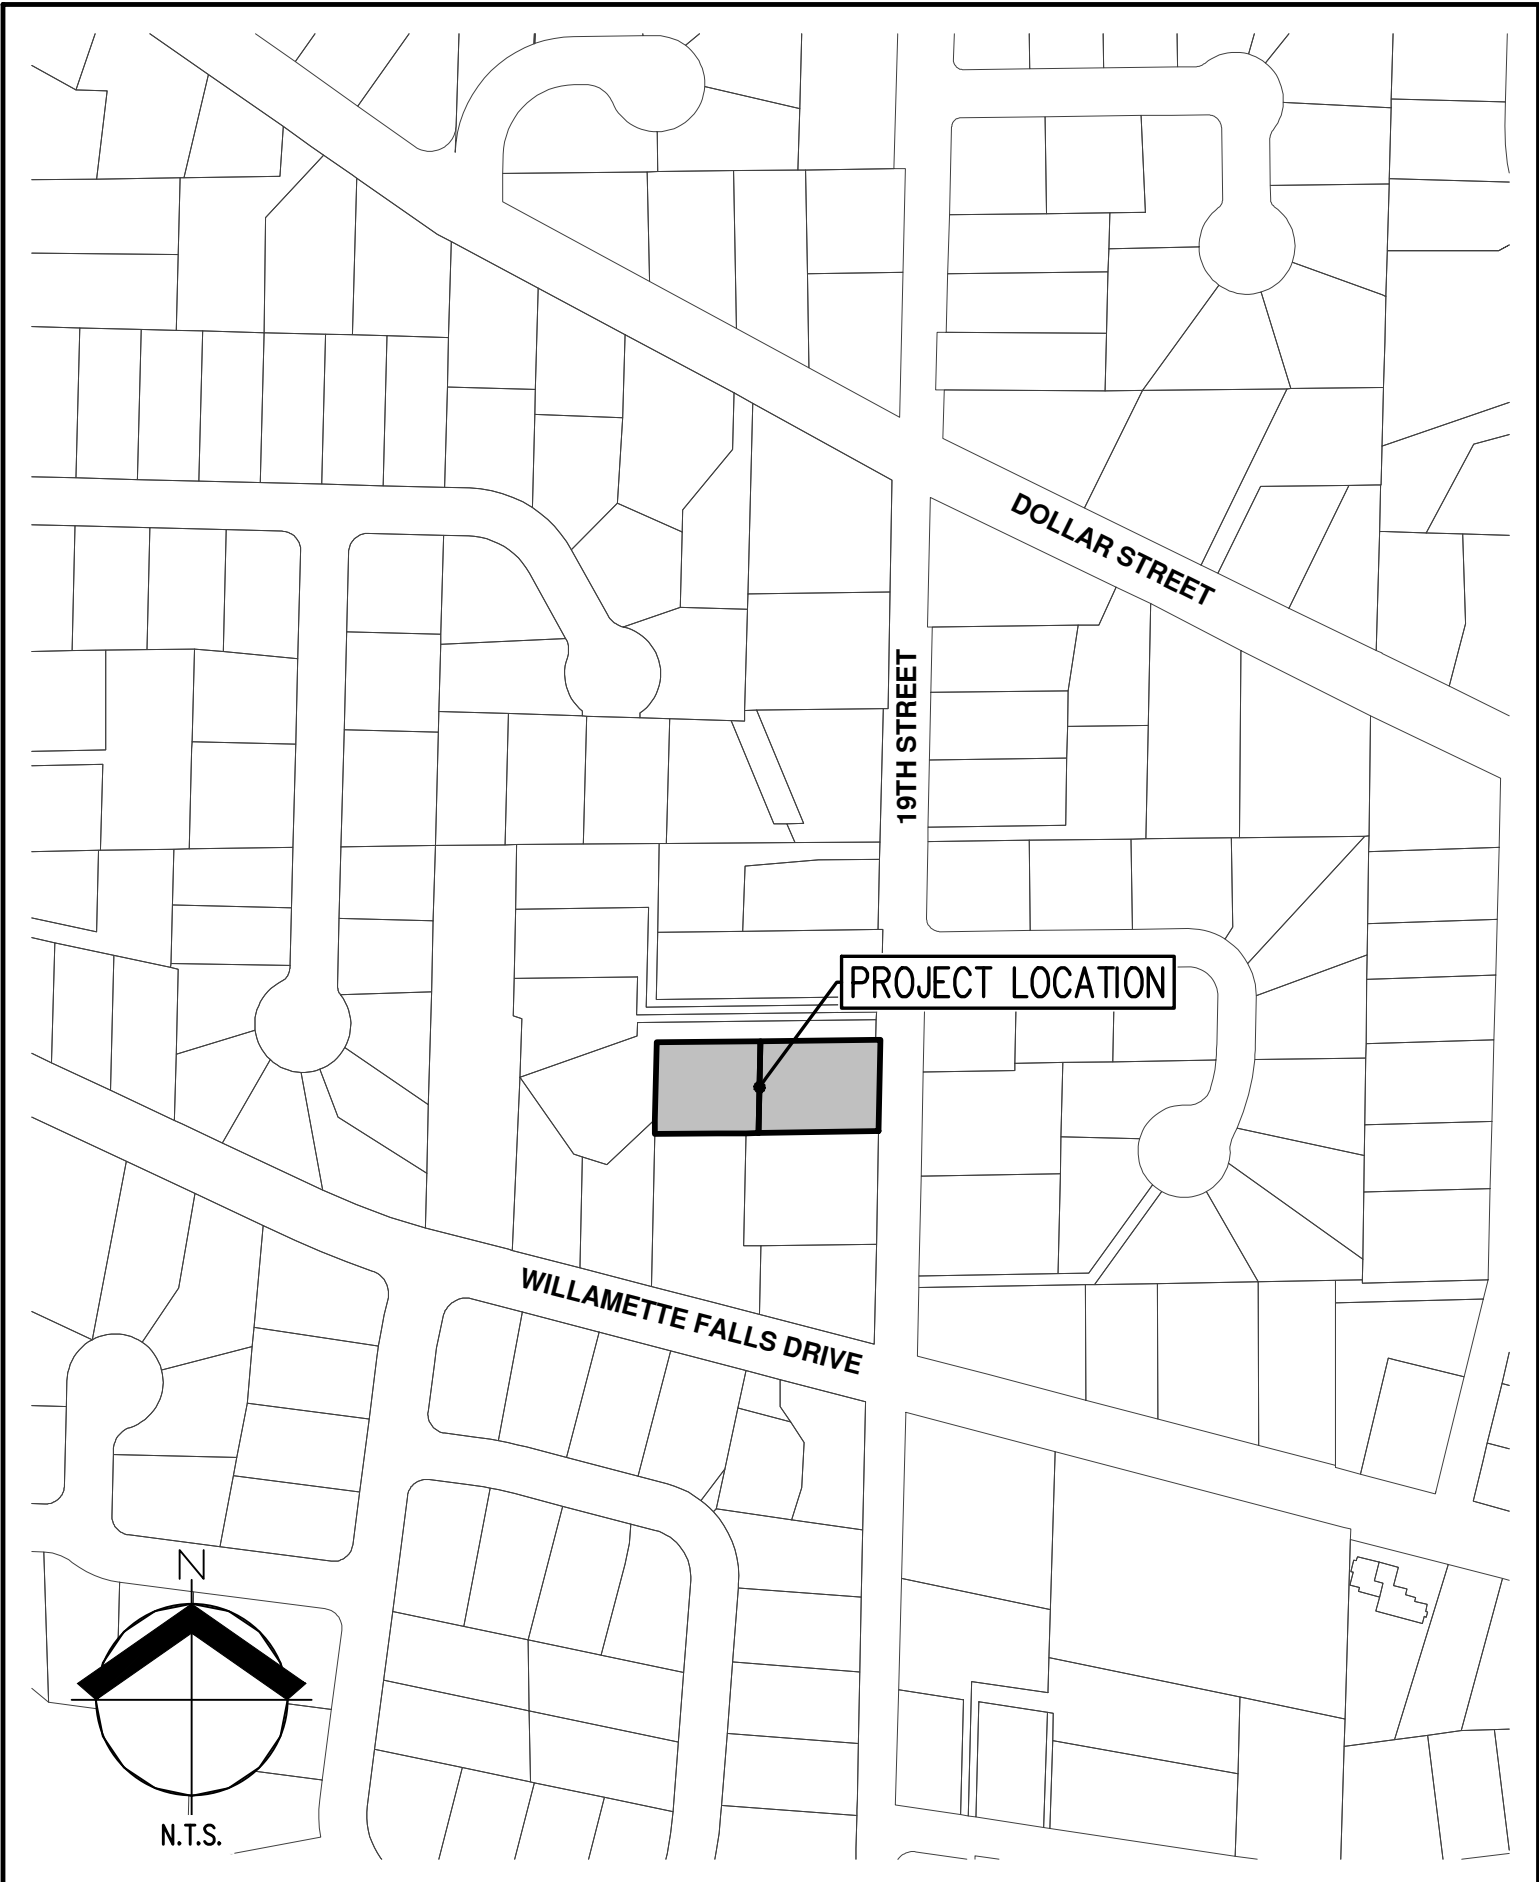 DOLLAR STREET
19TH STREET
PROJECT LOCATION
WILLAMETTE FALLS DRIVE
N
N.T.S.